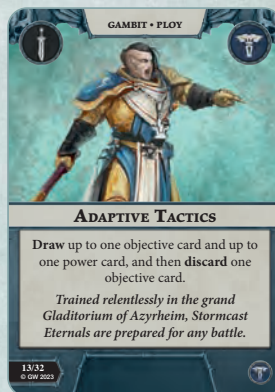 GAMBIT • PLOY
ADAPTIVE TACTICS
Draw up to one objective card and up to
one power card, and then discard one
objective card.
Trained relentlessly in the grand
Gladitorium of Azyrheim, Stormcast
Eternals are prepared for any battle.
13/32
© GW 2023